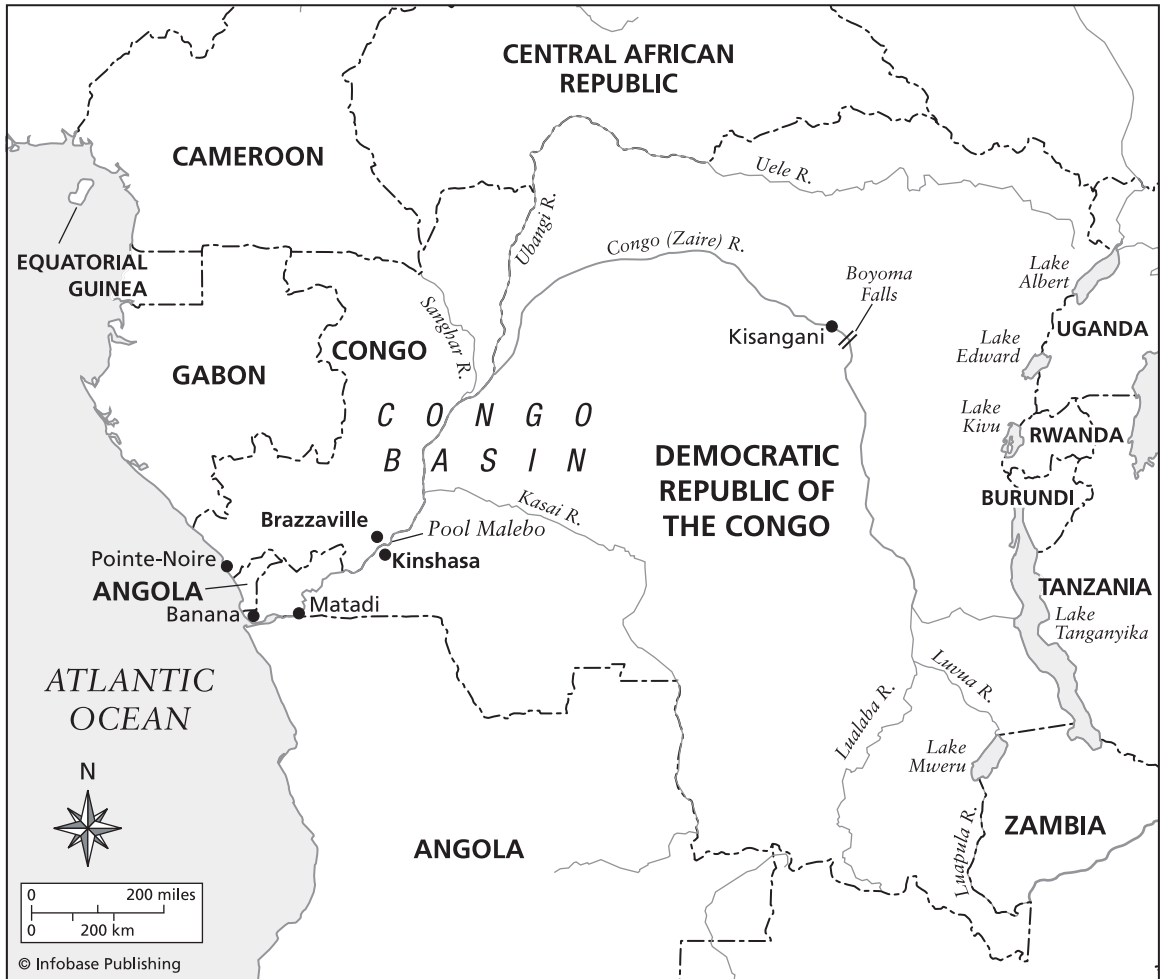 CENTRAL AFRICAN
REPUBLIC
CAMEROON
Uele R.
Ubangi R.
Congo (Zaire) R.
EQUATORIAL
GUINEA
Boyoma
Falls
Lake
Albert
Sanghar R.
Kisangani
UGANDA
CONGO
GABON
Lake
Edward
CONGO
BASIN
Lake
Kivu
RWANDA
DEMOCRATIC
REPUBLIC OF
THE CONGO
BURUNDI
Kasai R.
Brazzaville
Pool Malebo
Kinshasa
Pointe-Noire
ANGOLA
Banana
Matadi
TANZANIA
Lake
Tanganyika
ATLANTIC
OCEAN
Luvua R.
Lualaba R.
Lake
Mweru
N
ZAMBIA
Luapula R.
ANGOLA
0 200 miles
0 200 km
© Infobase Publishing